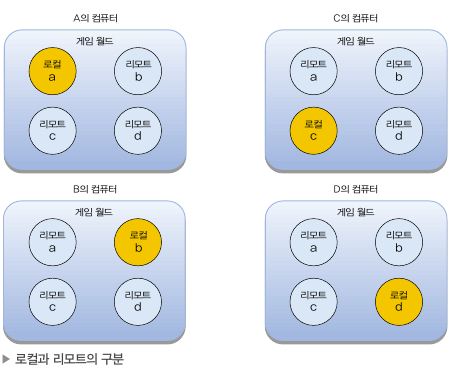 A의 컴퓨터
게임 월드
로컬
a
리모트
b
리모트
c
리모트
d
C의 컴퓨터
게임 월드
리모트
a
리모트
b
로컬
c
리모트
d
B의 컴퓨터
게임 월드
리모트
a
로컬
b
리모트
c
리모트
d
D의 컴퓨터
게임 월드
리모트
a
리모트
b
리모트
c
로컬
d
▶ 로컬과 리모트의 구분